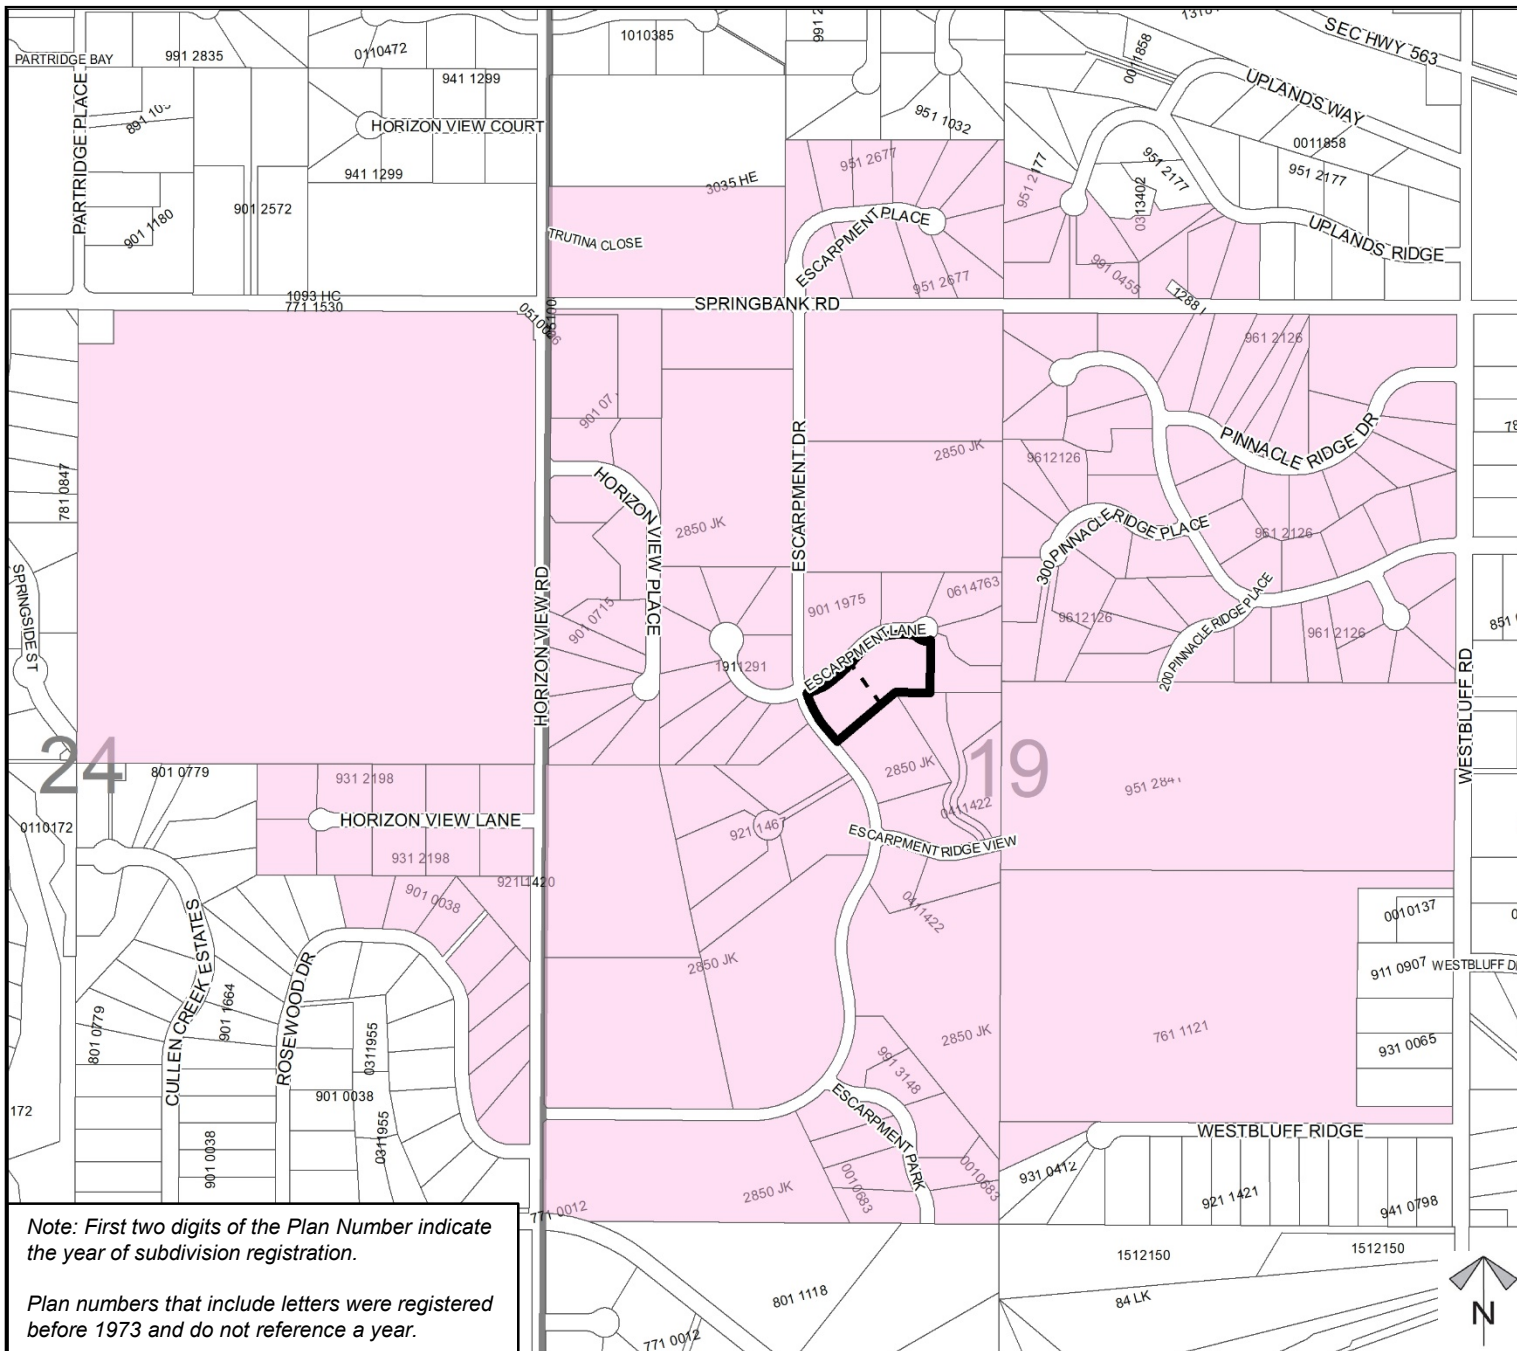 SEC HWY 563
1010385
0011858
PARTRIDGE BAY
991 2835
0110472
941 1299
UPLANDS WAY
951 1032
HORIZON VIEW COURT
PARTRIDGE PLACE
0011858
951 2677
951 2177
951 2177
951 2177
941 1299
3035 HE
0313402
901 2572
901 1180
ESCARPMENT PLACE
UPLANDS RIDGE
TRUTINA CLOSE
991 0455
951 2677
1093 HC
771 1530
SPRINGBANK RD
961 2126
PINNACLE RIDGE DR
ESCARPMENT DR
2850 JK
9612126
781 0847
HORIZON VIEW PLACE
2850 JK
300 PINNACLE RIDGE PLACE
961 2126
SPRINGSIDE ST
HORIZON VIEW RD
901 1975
0614763
200 PINNACLE RIDGE PLACE
901 0715
9612126
961 2126
ESCARPMENT LANE
1911291
WESTBLUFF RD
24
19
801 0779
931 2198
2850 JK
0411422
0110172
HORIZON VIEW LANE
921 1467
ESCARPMENT RIDGE VIEW
931 2198
901 0038
0411422
0010137
CULLEN CREEK ESTATES
ROSEWOOD DR
2850 JK
911 0907
901 1664
801 0779
0311955
2850 JK
761 1121
931 0065
991 3148
172
901 0038
ESCARPMENT PARK
WESTBLUFF RIDGE
901 0038
0311955
2850 JK
0010683
0010683
931 0412
921 1421
941 0798
771 0012
Note: First two digits of the Plan Number indicate
the year of subdivision registration.
1512150
1512150
Plan numbers that include letters were registered
before 1973 and do not reference a year.
801 1118
84 LK
771 0012
N